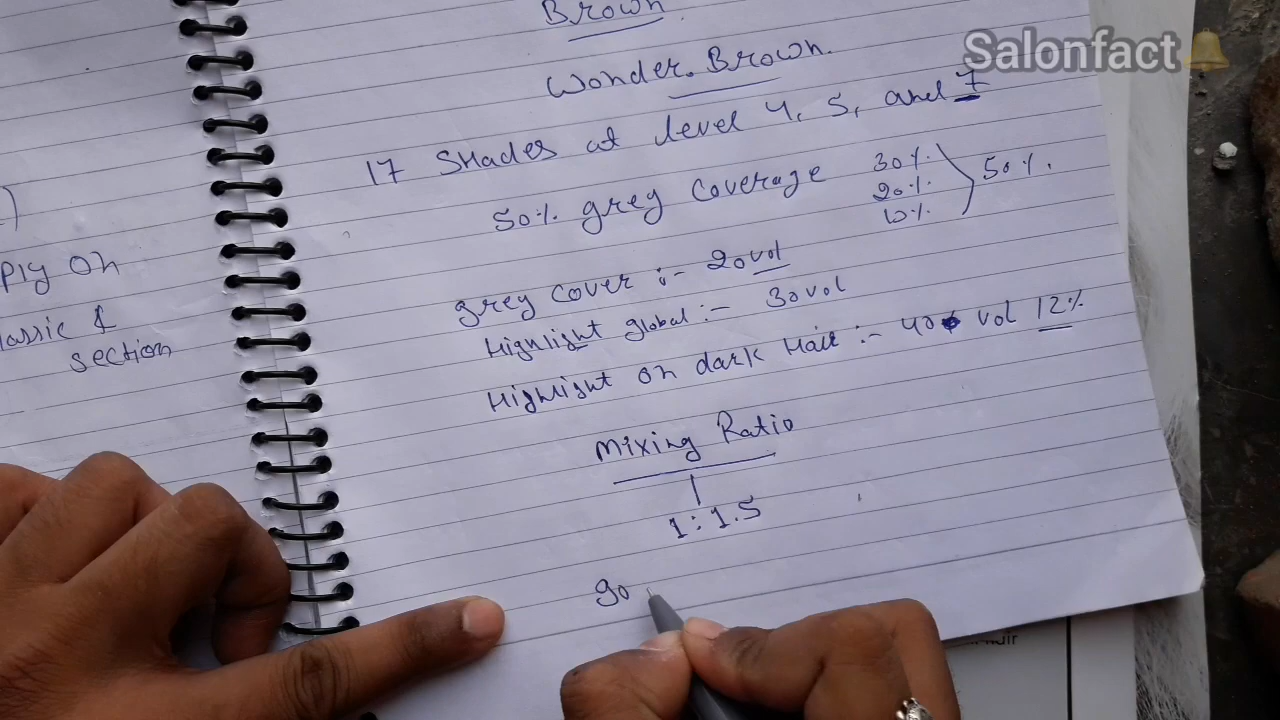 Salonfact
Brown
Wonder. Brown.
17 Shades at level 4, 5, and 7
50% grey Coverage 30% 20% 10% 50%.
grey cover :- 20vol
Highlight global :- 30vol
Highlight on dark Hair :- 40 vol 12%
Mixing Ratio
1 : 1.5
go
ply on
lassic &
section
air